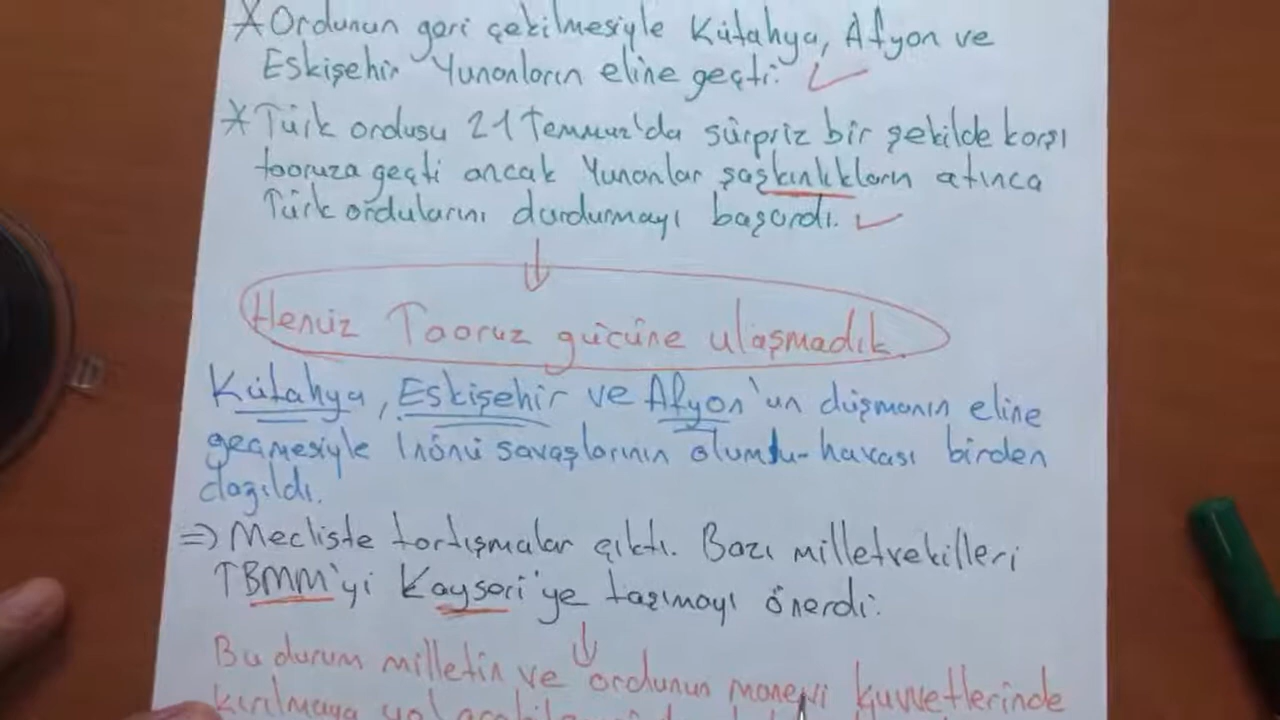 * Ordunun geri çekilmesiyle Kütahya, Afyon ve
Eskişehir Yunanların eline geçti.
* Türk ordusu 21 Temmuz'da sürpriz bir şekilde karşı
taaruza geçti ancak Yunanlar şaşkınlıkların atınca
Türk ordularını durdurmayı başardı.
Henüz Taaruz gücüne ulaşmadık.
Kütahya, Eskişehir ve Afyon'un düşmanın eline
geçmesiyle İnönü savaşlarının olumlu havası birden
dağıldı.
⇒ Mecliste tartışmalar çıktı. Bazı milletvekilleri
TBMM'yi Kayseri'ye taşımayı önerdi.
Bu durum milletin ve ordunun manevi kuvvetlerinde
kırılmaya